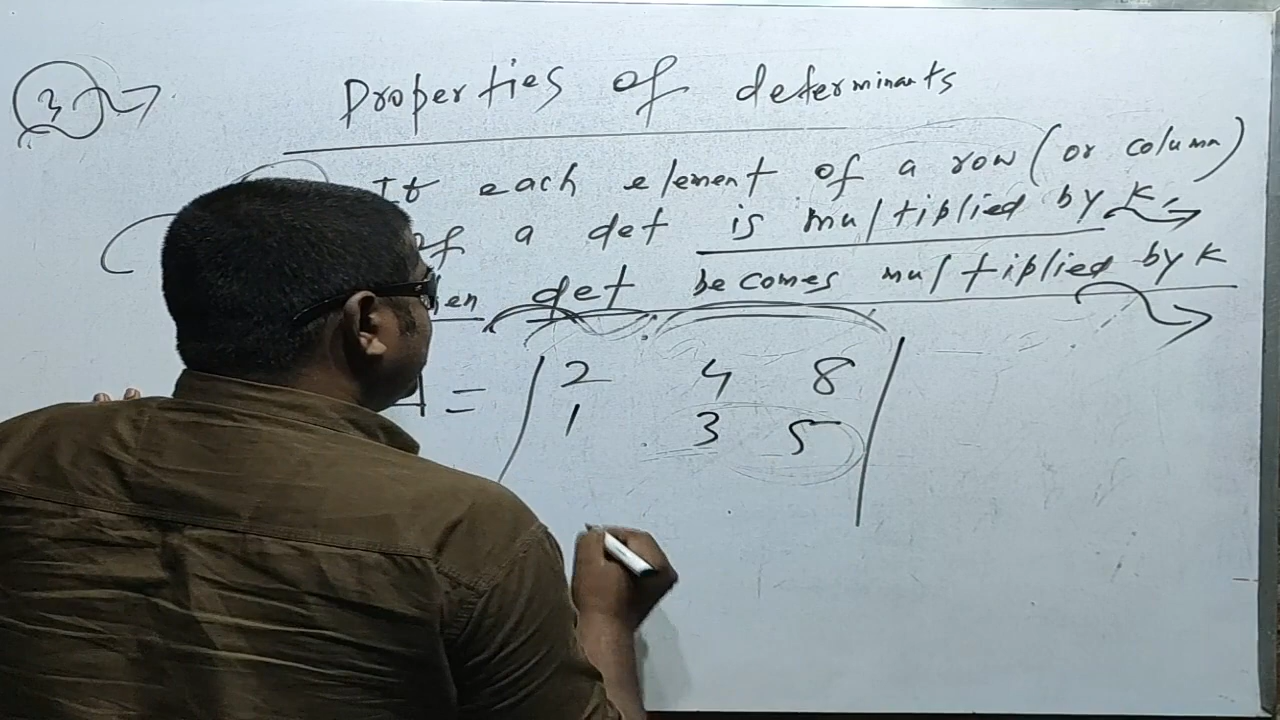 3
Properties of determinants
If each element of a row (or column)
of a det is multiplied by K,
det becomes multiplied by K
= | 2 4 8 |
1 3 5